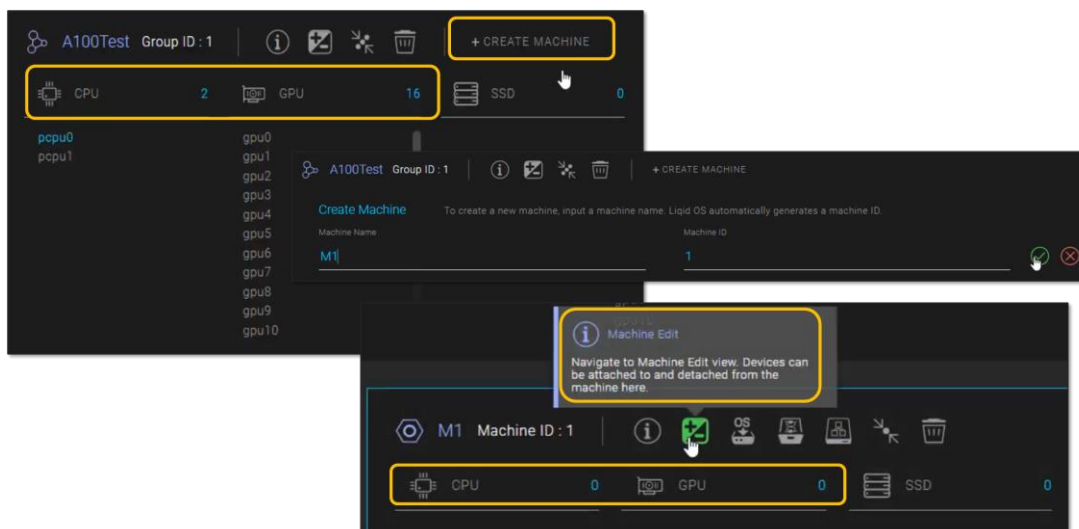 A100Test Group ID : 1 + CREATE MACHINE
CPU 2 GPU 16 SSD 0
pcpu0 gpu0
pcpu1 gpu1
gpu2
gpu3
gpu4
gpu5
gpu6
gpu7
gpu8
gpu9
gpu10
A100Test Group ID : 1 + CREATE MACHINE
Create Machine To create a new machine, input a machine name. Liqid OS automatically generates a machine ID.
Machine Name Machine ID
M1 1
Machine Edit
Navigate to Machine Edit view. Devices can
be attached to and detached from the
machine here.
M1 Machine ID : 1 OS
CPU 0 GPU 0 SSD 0